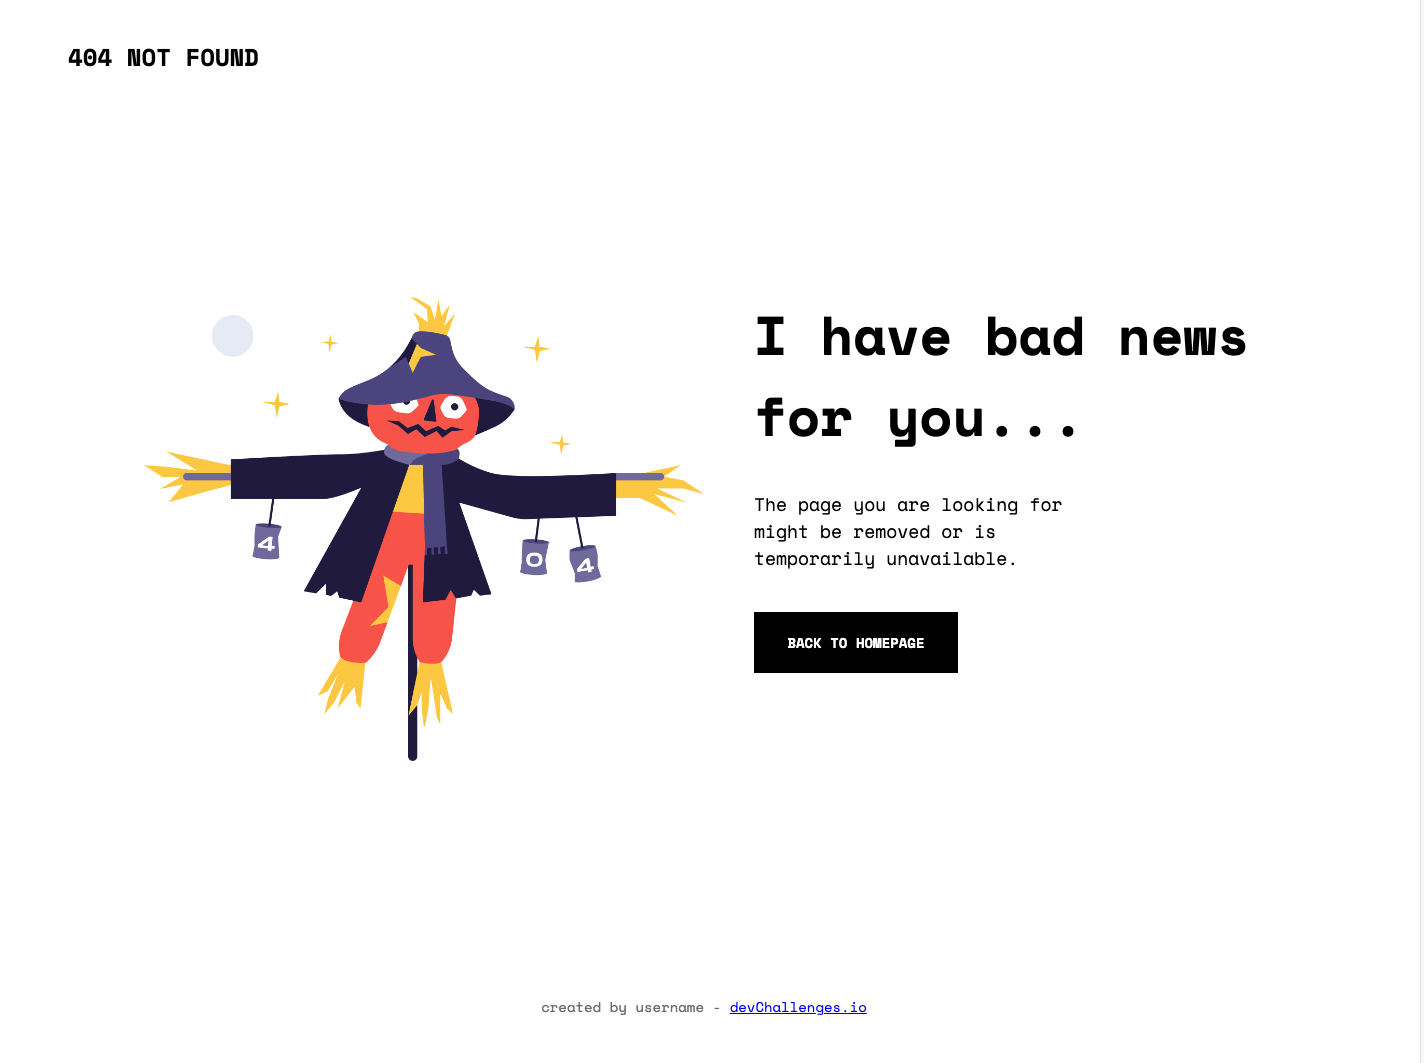 404 NOT FOUND
I have bad news
for you...
4
0
4
The page you are looking for
might be removed or is
temporarily unavailable.
BACK TO HOMEPAGE
created by username - devChallenges.io